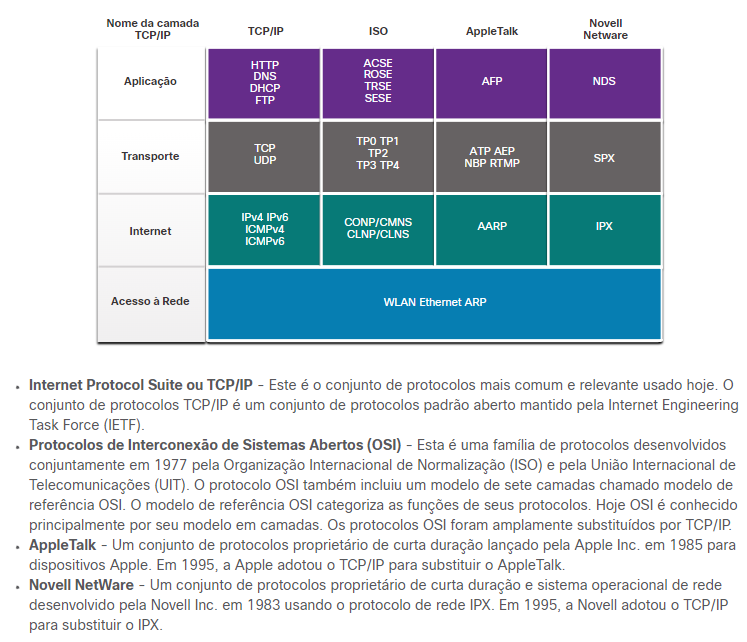 Nome da camada
TCP/IP
TCP/IP
ISO
AppleTalk
Novell
Netware
Aplicação
HTTP
DNS
DHCP
FTP
ACSE
ROSE
TRSE
SESE
AFP
NDS
Transporte
TCP
UDP
TP0 TP1
TP2
TP3 TP4
ATP AEP
NBP RTMP
SPX
Internet
IPv4 IPv6
ICMPv4
ICMPv6
CONP/CMNS
CLNP/CLNS
AARP
IPX
Acesso à Rede
WLAN Ethernet ARP
• Internet Protocol Suite ou TCP/IP - Este é o conjunto de protocolos mais comum e relevante usado hoje. O
conjunto de protocolos TCP/IP é um conjunto de protocolos padrão aberto mantido pela Internet Engineering
Task Force (IETF).
• Protocolos de Interconexão de Sistemas Abertos (OSI) - Esta é uma família de protocolos desenvolvidos
conjuntamente em 1977 pela Organização Internacional de Normalização (ISO) e pela União Internacional de
Telecomunicações (UIT). O protocolo OSI também incluiu um modelo de sete camadas chamado modelo de
referência OSI. O modelo de referência OSI categoriza as funções de seus protocolos. Hoje OSI é conhecido
principalmente por seu modelo em camadas. Os protocolos OSI foram amplamente substituídos por TCP/IP.
• AppleTalk - Um conjunto de protocolos proprietário de curta duração lançado pela Apple Inc. em 1985 para
dispositivos Apple. Em 1995, a Apple adotou o TCP/IP para substituir o AppleTalk.
• Novell NetWare - Um conjunto de protocolos proprietário de curta duração e sistema operacional de rede
desenvolvido pela Novell Inc. em 1983 usando o protocolo de rede IPX. Em 1995, a Novell adotou o TCP/IP
para substituir o IPX.